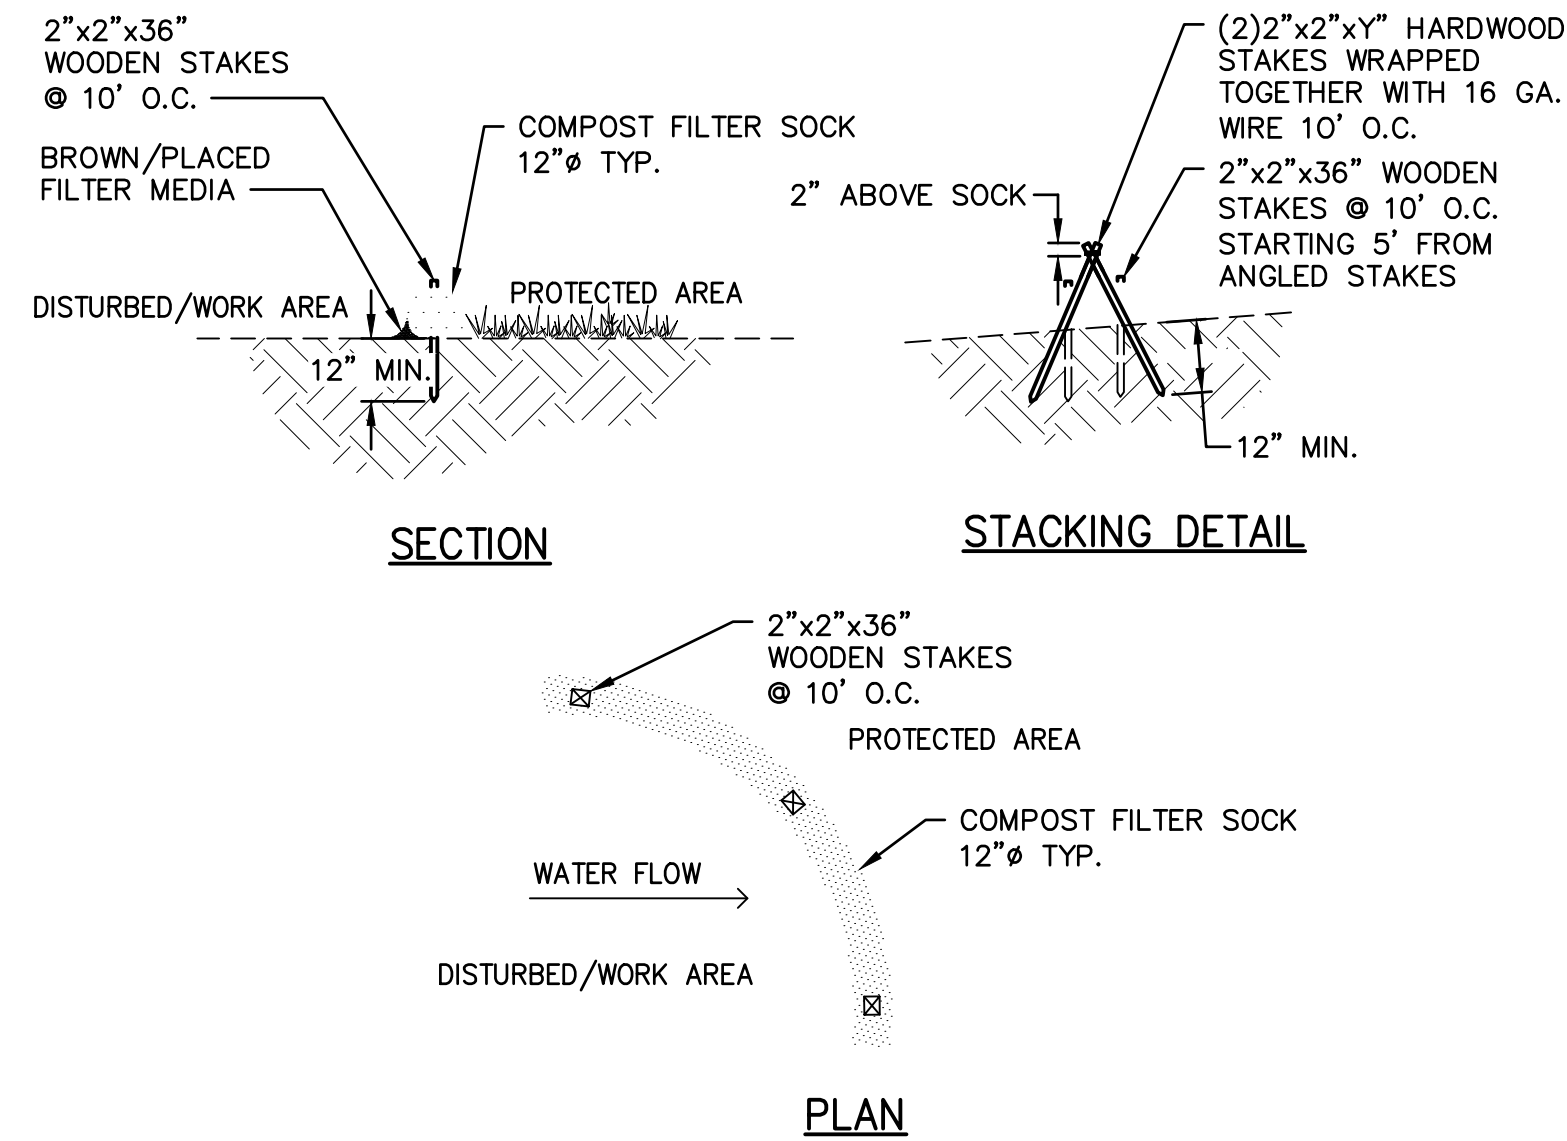 2"x2"x36"
WOODEN STAKES
@ 10' O.C.
BROWN/PLACED
FILTER MEDIA
COMPOST FILTER SOCK
12"ø TYP.
DISTURBED/WORK AREA
PROTECTED AREA
12" MIN.
SECTION
(2)2"x2"xY" HARDWOOD
STAKES WRAPPED
TOGETHER WITH 16 GA.
WIRE 10' O.C.
2" ABOVE SOCK
2"x2"x36" WOODEN
STAKES @ 10' O.C.
STARTING 5' FROM
ANGLED STAKES
12" MIN.
STACKING DETAIL
2"x2"x36"
WOODEN STAKES
@ 10' O.C.
PROTECTED AREA
COMPOST FILTER SOCK
12"ø TYP.
WATER FLOW
DISTURBED/WORK AREA
PLAN